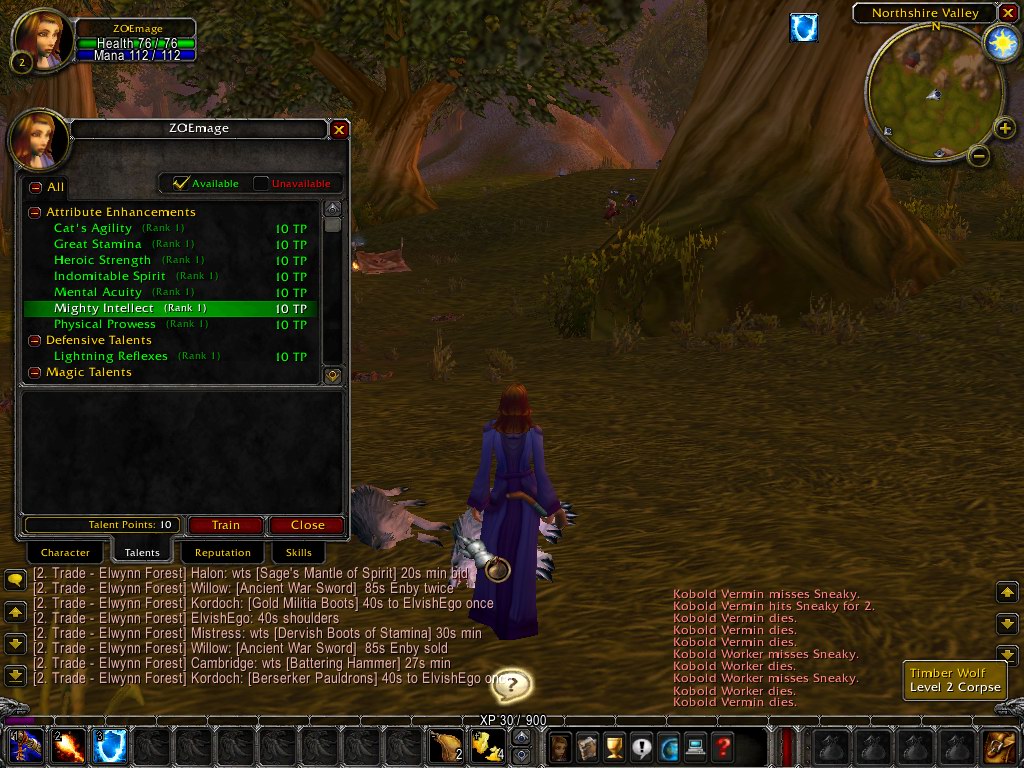 ZOEmage
Health 76 / 76
Mana 112 / 112
2
Northshire Valley
N
ZOEmage
All
Available
Unavailable
Attribute Enhancements
Cat's Agility (Rank 1) 10 TP
Great Stamina (Rank 1) 10 TP
Heroic Strength (Rank 1) 10 TP
Indomitable Spirit (Rank 1) 10 TP
Mental Acuity (Rank 1) 10 TP
Mighty Intellect (Rank 1) 10 TP
Physical Prowess (Rank 1) 10 TP
Defensive Talents
Lightning Reflexes (Rank 1) 10 TP
Magic Talents
Talent Points: 10
Train
Close
Character
Talents
Reputation
Skills
[2. Trade - Elwynn Forest] Halon: wts [Sage's Mantle of Spirit] 20s min bid
[2. Trade - Elwynn Forest] Willow: [Ancient War Sword]  85s Enby twice
[2. Trade - Elwynn Forest] Kordoch: [Gold Militia Boots] 40s to ElvishEgo once
[2. Trade - Elwynn Forest] ElvishEgo: 40s shoulders
[2. Trade - Elwynn Forest] Mistress: wts [Dervish Boots of Stamina] 30s min
[2. Trade - Elwynn Forest] Willow: [Ancient War Sword]  85s Enby sold
[2. Trade - Elwynn Forest] Cambridge: wts [Battering Hammer] 27s min
[2. Trade - Elwynn Forest] Kordoch: [Berserker Pauldrons] 40s to ElvishEgo once
Kobold Vermin misses Sneaky.
Kobold Vermin hits Sneaky for 2.
Kobold Vermin dies.
Kobold Vermin dies.
Kobold Vermin dies.
Kobold Worker misses Sneaky.
Kobold Worker dies.
Kobold Worker misses Sneaky.
Kobold Worker dies.
Kobold Vermin dies.
Timber Wolf
Level 2 Corpse
?
XP 30 / 900
1
2
3
2
4
!
?